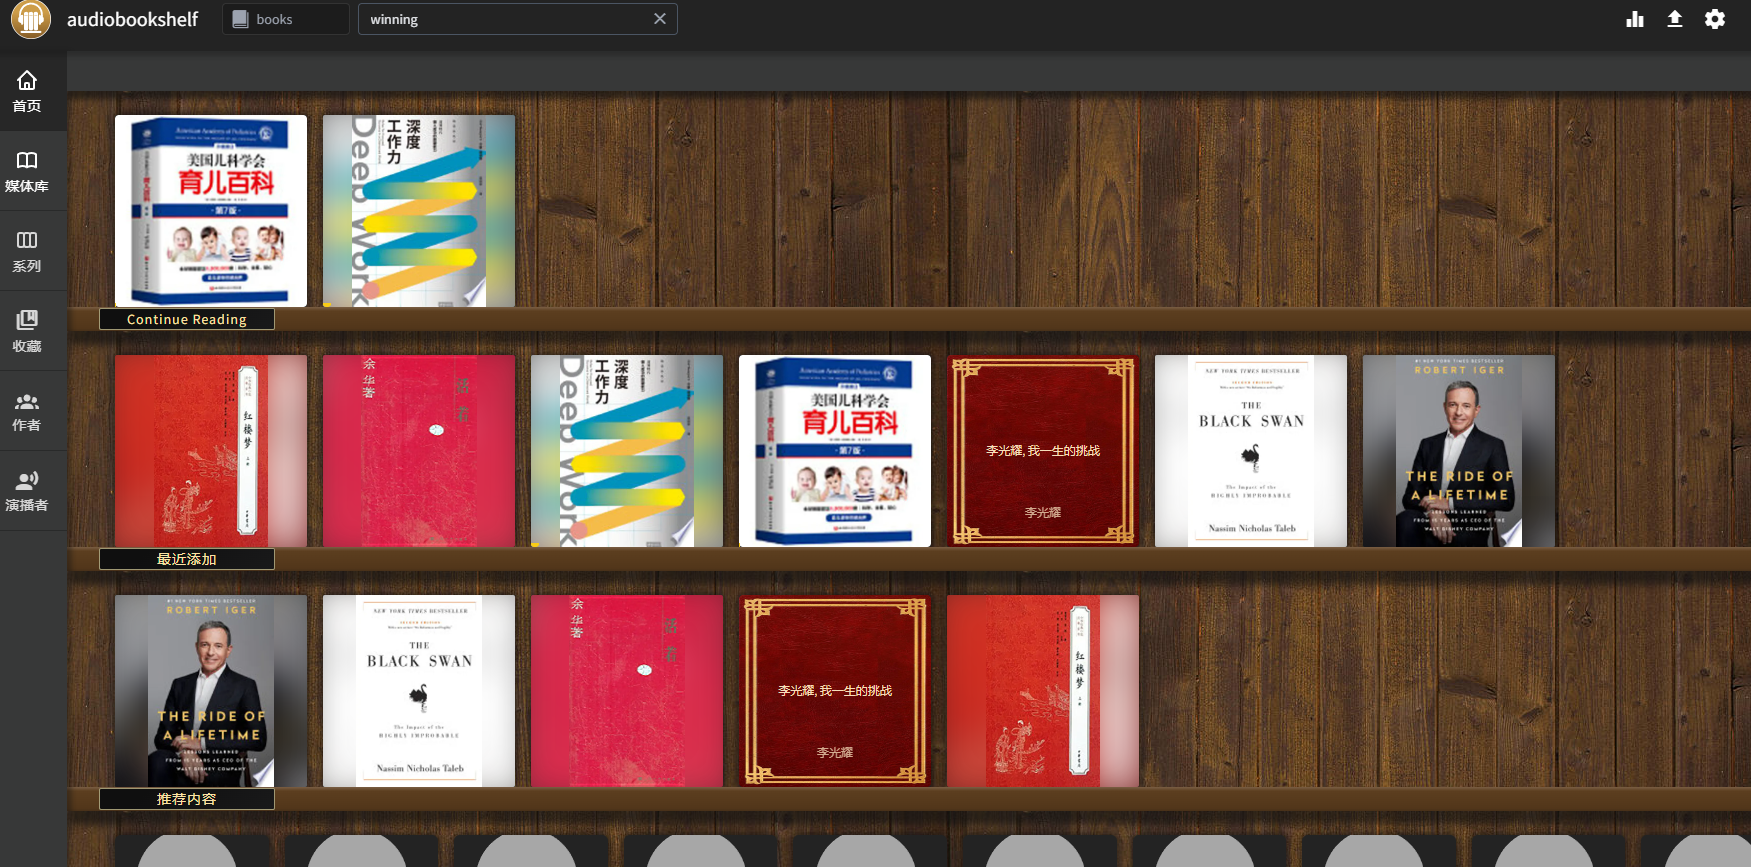 audiobookshelf
books
winning
首页
媒体库
系列
收藏
作者
演播者
American Academy of Pediatrics
美国儿科学会
育儿百科
·第7版·
深度
工作力
Deep Work
Continue Reading
红楼梦
余华著
活着
深度
工作力
Deep Work
American Academy of Pediatrics
美国儿科学会
育儿百科
·第7版·
李光耀, 我一生的挑战
李光耀
NEW YORK TIMES BESTSELLER
THE
BLACK SWAN
The Impact of the
HIGHLY IMPROBABLE
Nassim Nicholas Taleb
#1 NEW YORK TIMES BESTSELLER
ROBERT IGER
THE RIDE OF
A LIFETIME
LESSONS LEARNED
FROM 15 YEARS AS CEO OF THE
WALT DISNEY COMPANY
最近添加
#1 NEW YORK TIMES BESTSELLER
ROBERT IGER
THE RIDE OF
A LIFETIME
LESSONS LEARNED
FROM 15 YEARS AS CEO OF THE
WALT DISNEY COMPANY
NEW YORK TIMES BESTSELLER
THE
BLACK SWAN
The Impact of the
HIGHLY IMPROBABLE
Nassim Nicholas Taleb
余华著
活着
李光耀, 我一生的挑战
李光耀
红楼梦
推荐内容